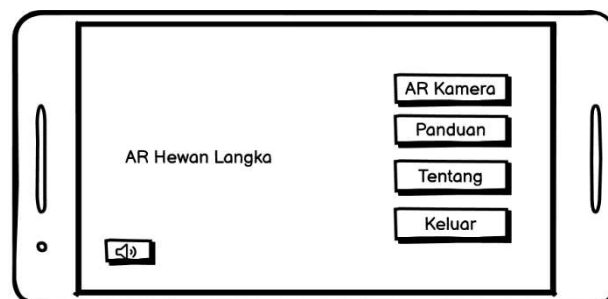 AR Hewan Langka
AR Kamera
Panduan
Tentang
Keluar